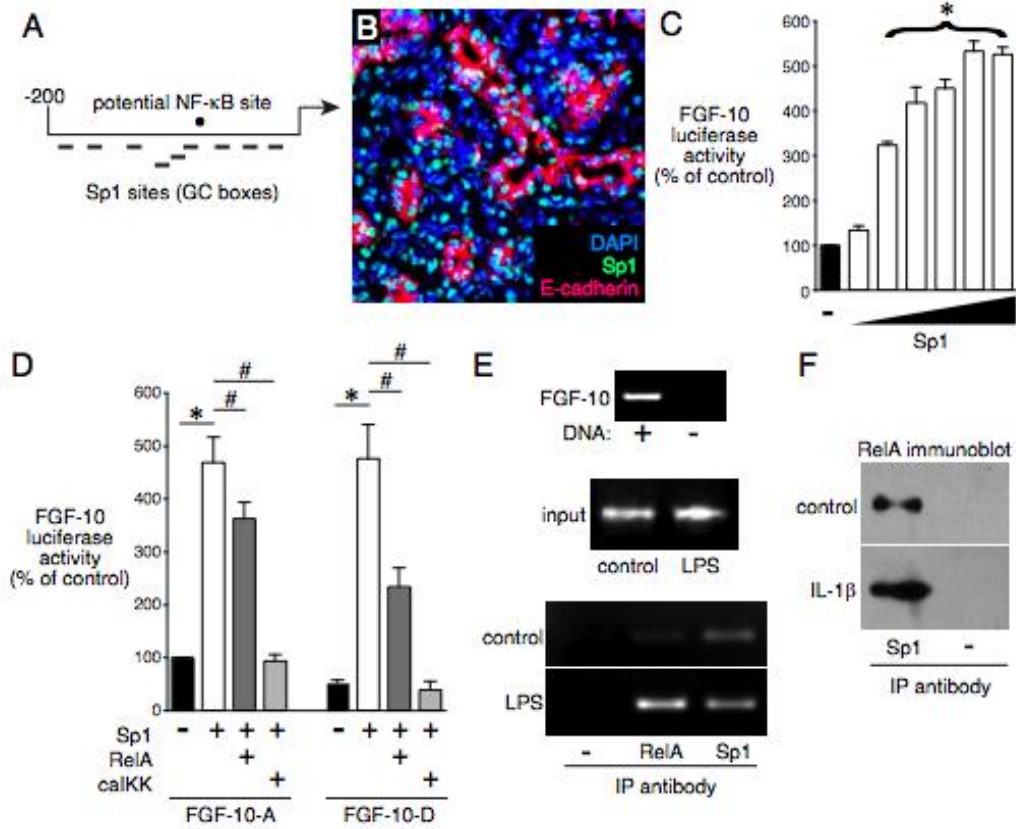 A
-200
potential NF-κB site
Sp1 sites (GC boxes)
B
DAPI
Sp1
E-cadherin
C
FGF-10
luciferase
activity
(% of control)
600
500
400
300
200
100
0
*
-
Sp1
D
FGF-10
luciferase
activity
(% of control)
600
500
400
300
200
100
0
#
* #
#
* #
Sp1 - + + + - + + +
RelA + +
caIKK + +
FGF-10-A FGF-10-D
E
FGF-10
DNA: + -
input
control LPS
control
LPS
- RelA Sp1
IP antibody
F
RelA immunoblot
control
IL-1β
Sp1 -
IP antibody